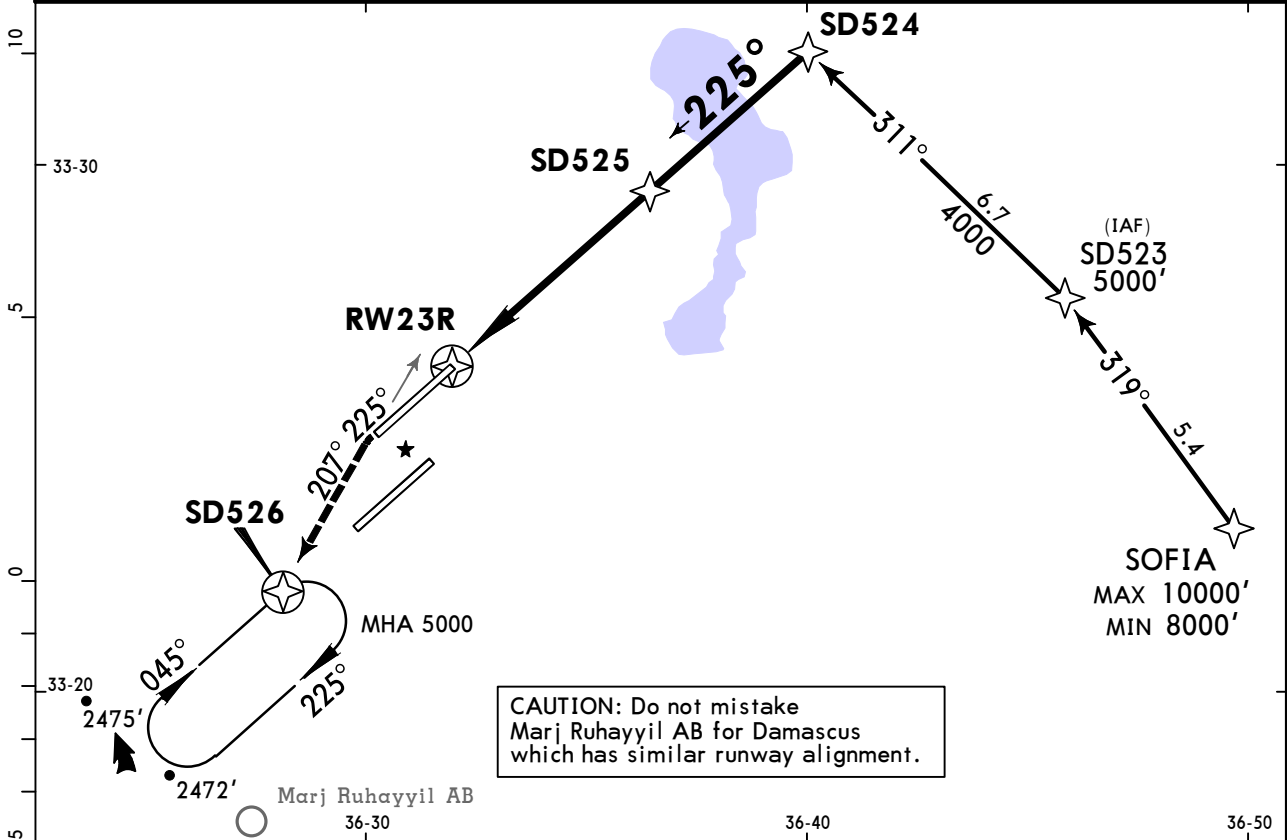 10
SD524
225°
311°
SD525
33-30
6.7
4000
(IAF)
SD523
5000'
5
RW23R
319°
5.4
207° 225°
SD526
0
SOFIA
MAX 10000'
MIN 8000'
MHA 5000
045°
225°
33-20
2475'
CAUTION: Do not mistake
Marj Ruhayyil AB for Damascus
which has similar runway alignment.
2472'
Marj Ruhayyil AB
5
36-30
36-40
36-50